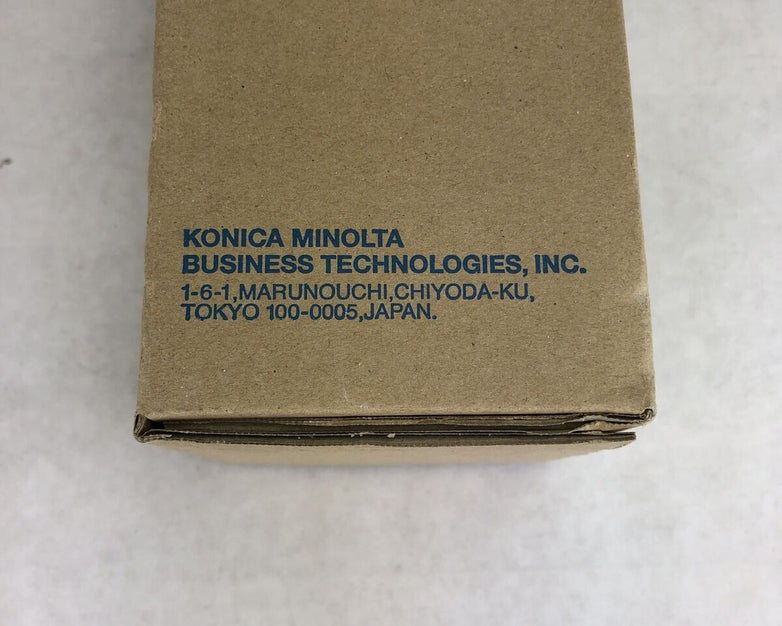 KONICA MINOLTA
BUSINESS TECHNOLOGIES, INC.
1-6-1,MARUNOUCHI,CHIYODA-KU,
TOKYO 100-0005,JAPAN.